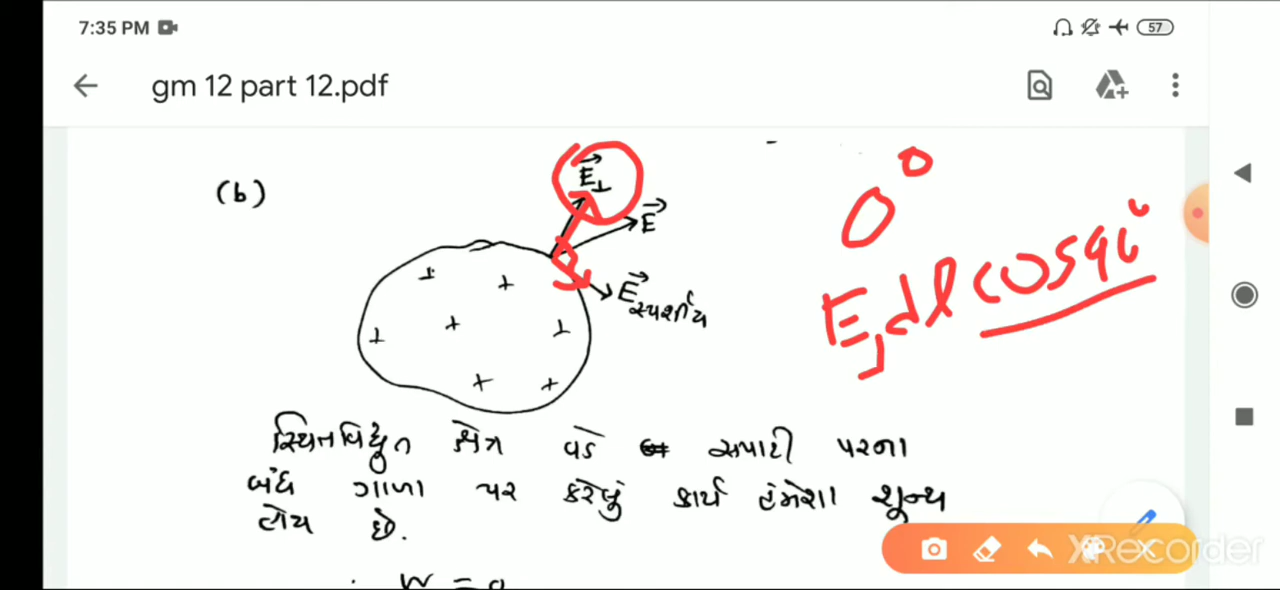 7:35 PM
57
gm 12 part 12.pdf
(b)
E⊥
E
E સ્પર્શીય
0°
E, dl cos 90°
+ +
+ + +
+ +
સ્થિતવિદ્યુત ક્ષેત્ર વડે સપાટી પરના
બંધ ગાળા પર કરેલું કાર્ય હંમેશા શૂન્ય
હોય છે.
∴ W = 0
XRecorder